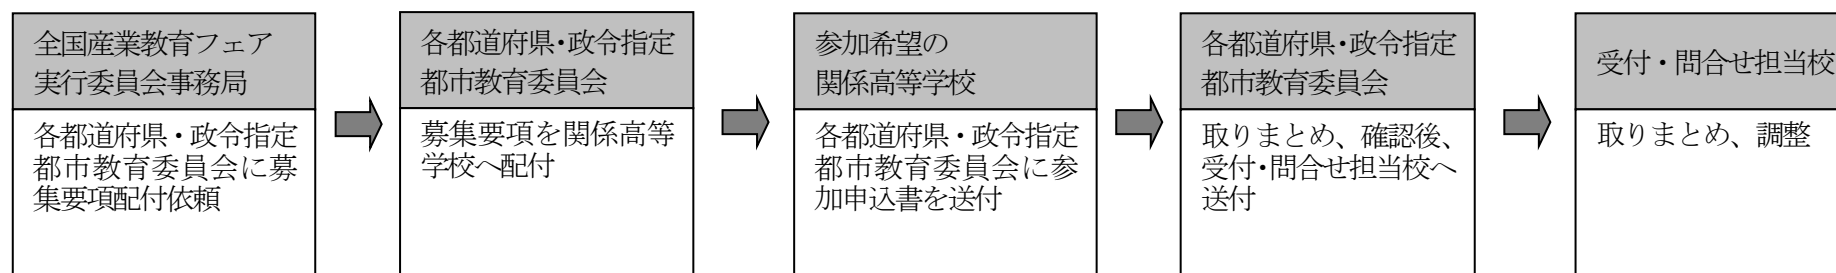 全国産業教育フェア
実行委員会事務局
各都道府県・政令指定
都市教育委員会に募
集要項配付依頼
各都道府県・政令指定
都市教育委員会
募集要項を関係高等
学校へ配付
参加希望の
関係高等学校
各都道府県・政令指定
都市教育委員会に参
加申込書を送付
各都道府県・政令指定
都市教育委員会
取りまとめ、確認後、
受付・問合せ担当校へ
送付
受付・問合せ担当校
取りまとめ、調整